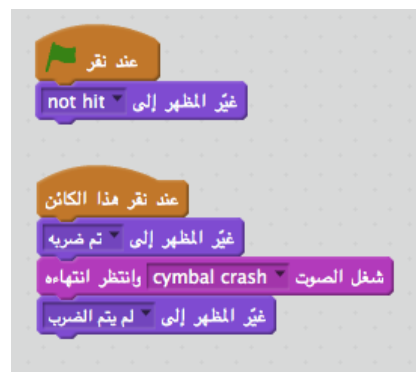 عند نقر
غيّر المظهر إلى not hit
عند نقر هذا الكائن
غيّر المظهر إلى تم ضربه
شغل الصوت cymbal crash وانتظر انتهاءه
غيّر المظهر إلى لم يتم الضرب